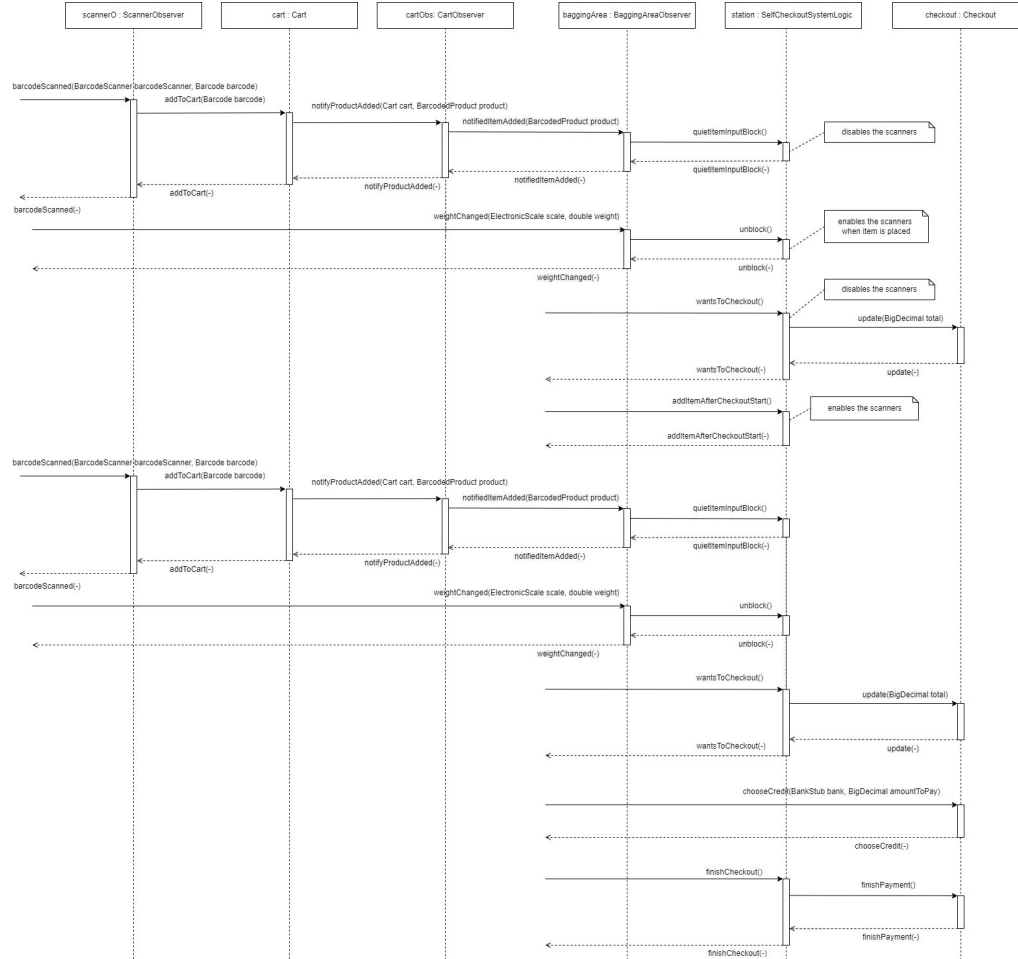 scannerO : ScannerObserver
cart : Cart
cartObs: CartObserver
baggingArea : BaggingAreaObserver
station : SelfCheckoutSystemLogic
checkout : Checkout
barcodeScanned(BarcodeScanner barcodeScanner, Barcode barcode)
addToCart(Barcode barcode)
notifyProductAdded(Cart cart, BarcodedProduct product)
notifiedItemAdded(BarcodedProduct product)
quietItemInputBlock()
disables the scanners
quietItemInputBlock(-)
notifiedItemAdded(-)
notifyProductAdded(-)
addToCart(-)
barcodeScanned(-)
weightChanged(ElectronicScale scale, double weight)
unblock()
enables the scanners
when item is placed
unblock(-)
weightChanged(-)
disables the scanners
wantsToCheckout()
update(BigDecimal total)
wantsToCheckout(-)
update(-)
addItemAfterCheckoutStart()
enables the scanners
addItemAfterCheckoutStart(-)
barcodeScanned(BarcodeScanner barcodeScanner, Barcode barcode)
addToCart(Barcode barcode)
notifyProductAdded(Cart cart, BarcodedProduct product)
notifiedItemAdded(BarcodedProduct product)
quietItemInputBlock()
quietItemInputBlock(-)
notifiedItemAdded(-)
notifyProductAdded(-)
addToCart(-)
barcodeScanned(-)
weightChanged(ElectronicScale scale, double weight)
unblock()
unblock(-)
weightChanged(-)
wantsToCheckout()
update(BigDecimal total)
wantsToCheckout(-)
update(-)
chooseCredit(BankStub bank, BigDecimal amountToPay)
chooseCredit(-)
finishCheckout()
finishPayment()
finishPayment(-)
finishCheckout(-)